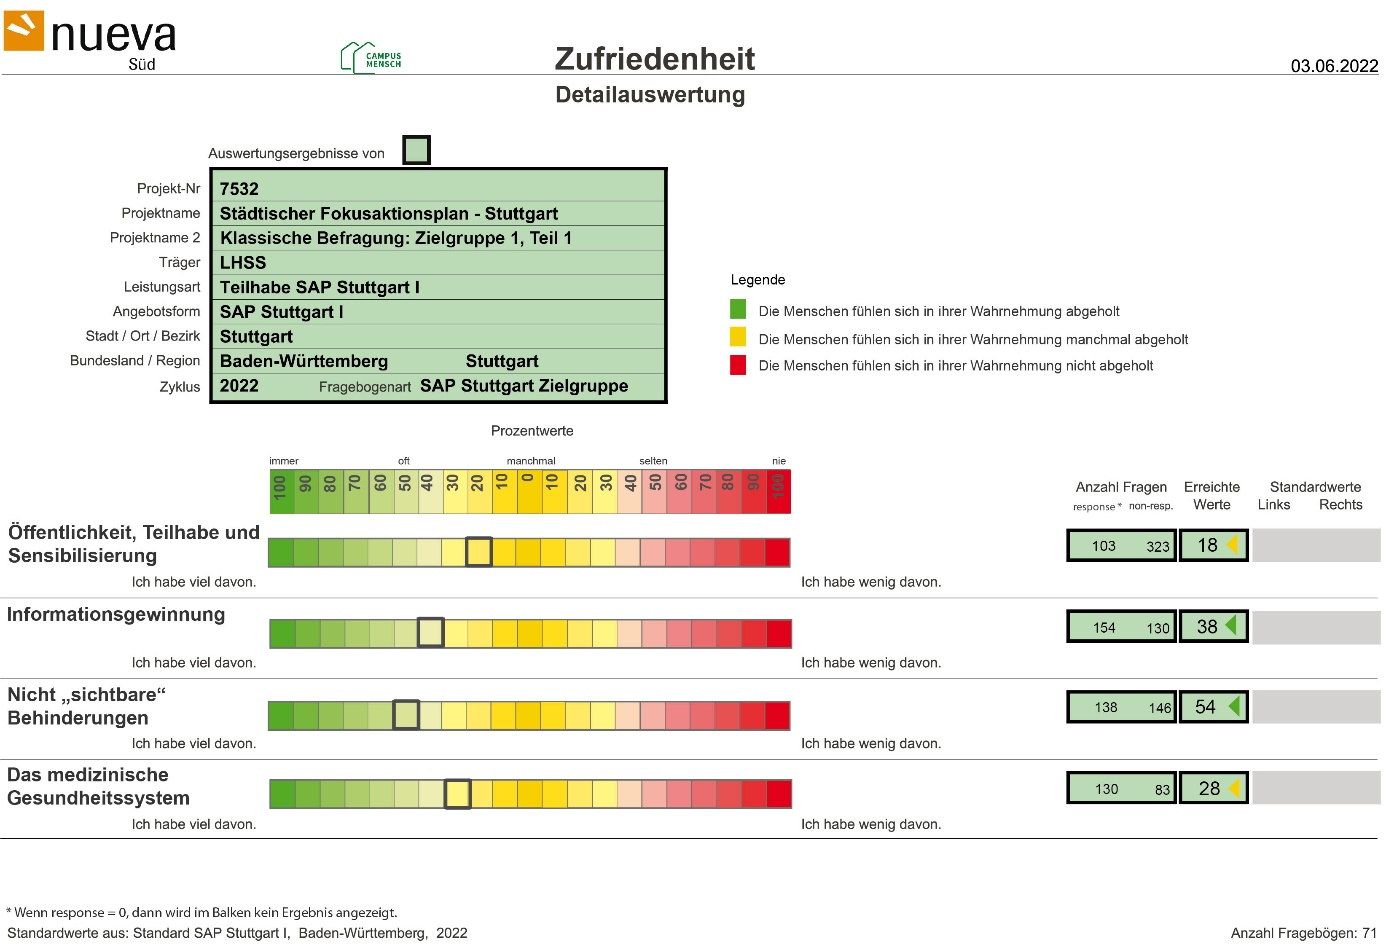 nueva
Süd
CAMPUS
MENSCH
Zufriedenheit
03.06.2022
Detailauswertung
Auswertungsergebnisse von
Projekt-Nr 7532
Projektname Städtischer Fokusaktionsplan - Stuttgart
Projektname 2 Klassische Befragung: Zielgruppe 1, Teil 1
Träger LHSS
Leistungsart Teilhabe SAP Stuttgart I
Angebotsform SAP Stuttgart I
Stadt / Ort / Bezirk Stuttgart
Bundesland / Region Baden-Württemberg Stuttgart
Zyklus 2022 Fragebogenart SAP Stuttgart Zielgruppe
Legende
Die Menschen fühlen sich in ihrer Wahrnehmung abgeholt
Die Menschen fühlen sich in ihrer Wahrnehmung manchmal abgeholt
Die Menschen fühlen sich in ihrer Wahrnehmung nicht abgeholt
Prozentwerte
immer oft manchmal selten nie
100 90 80 70 60 50 40 30 20 10 0 10 20 30 40 50 60 70 80 90 100
Anzahl Fragen Erreichte Standardwerte
response * non-resp. Werte Links Rechts
Öffentlichkeit, Teilhabe und
Sensibilisierung
103 323 18
Ich habe viel davon. Ich habe wenig davon.
Informationsgewinnung
154 130 38
Ich habe viel davon. Ich habe wenig davon.
Nicht „sichtbare“
Behinderungen
138 146 54
Ich habe viel davon. Ich habe wenig davon.
Das medizinische
Gesundheitssystem
130 83 28
Ich habe viel davon. Ich habe wenig davon.
* Wenn response = 0, dann wird im Balken kein Ergebnis angezeigt.
Standardwerte aus: Standard SAP Stuttgart I, Baden-Württemberg, 2022
Anzahl Fragebögen: 71